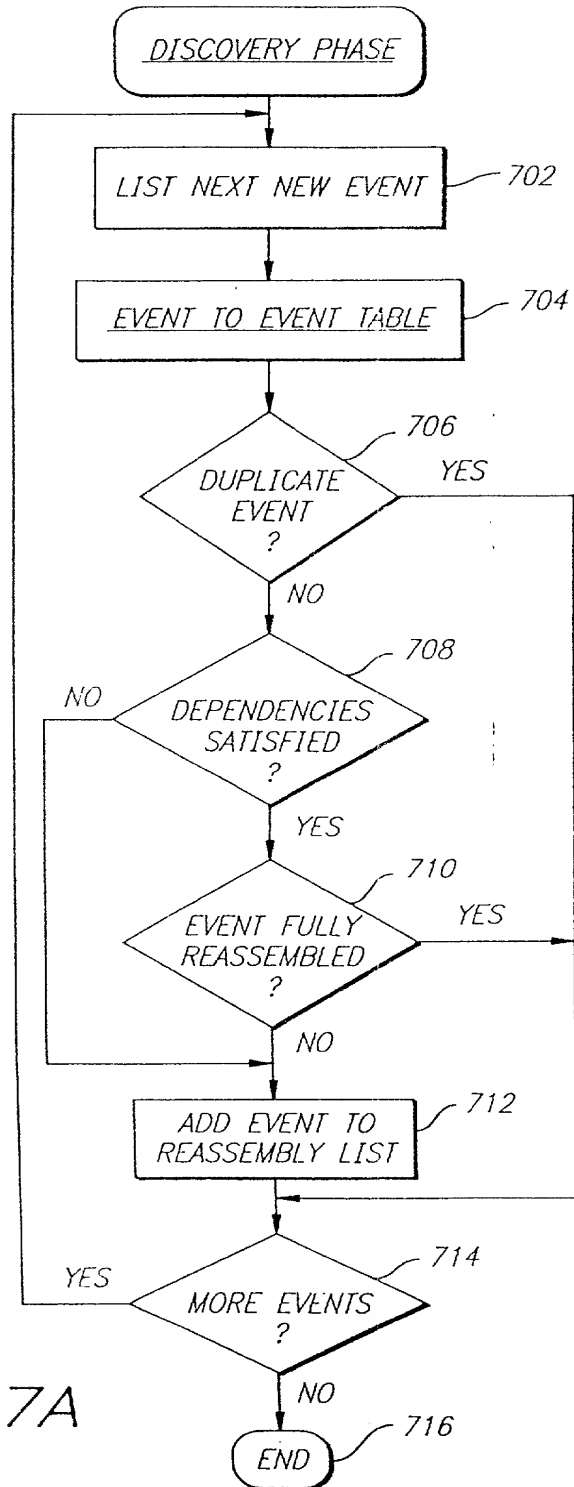 DISCOVERY PHASE
LIST NEXT NEW EVENT
702
EVENT TO EVENT TABLE
704
706
DUPLICATE
EVENT
?
YES
NO
708
NO
DEPENDENCIES
SATISFIED
?
YES
710
EVENT FULLY
REASSEMBLED
?
YES
NO
712
ADD EVENT TO
REASSEMBLY LIST
714
YES
MORE EVENTS
?
NO
7A
716
END